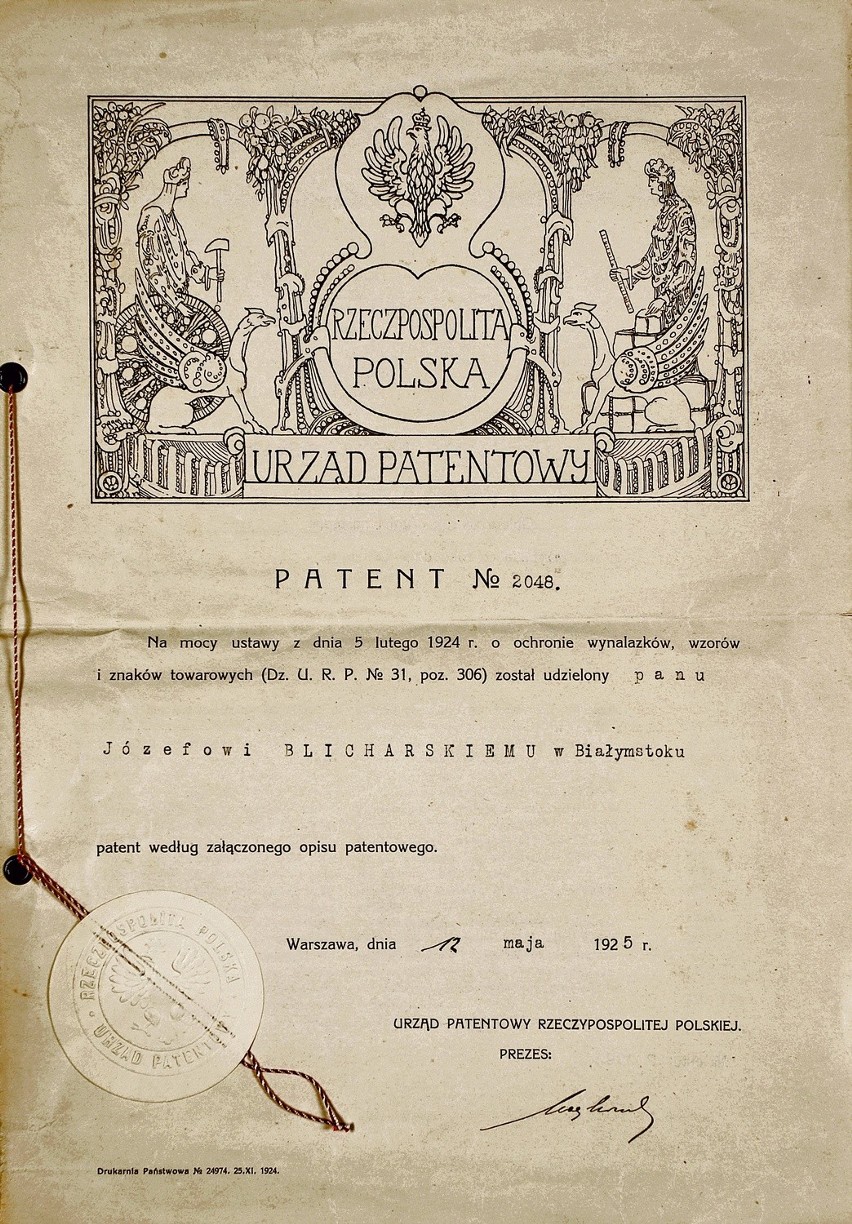 RZECZPOSPOLITA
POLSKA
URZĄD PATENTOWY
PATENT № 2048.
Na mocy ustawy z dnia 5 lutego 1924 r. o ochronie wynalazków, wzorów
i znaków towarowych (Dz. U. R. P. № 31, poz. 306) został udzielony panu
Józefowi BLICHARSKIEMU w Białymstoku
patent według załączonego opisu patentowego.
Warszawa, dnia 12 maja 1925 r.
RZECZPOSPOLITA POLSKA
URZĄD PATENTOWY
URZĄD PATENTOWY RZECZYPOSPOLITEJ POLSKIEJ.
PREZES:
Drukarnia Państwowa № 24974. 25.XI. 1924.